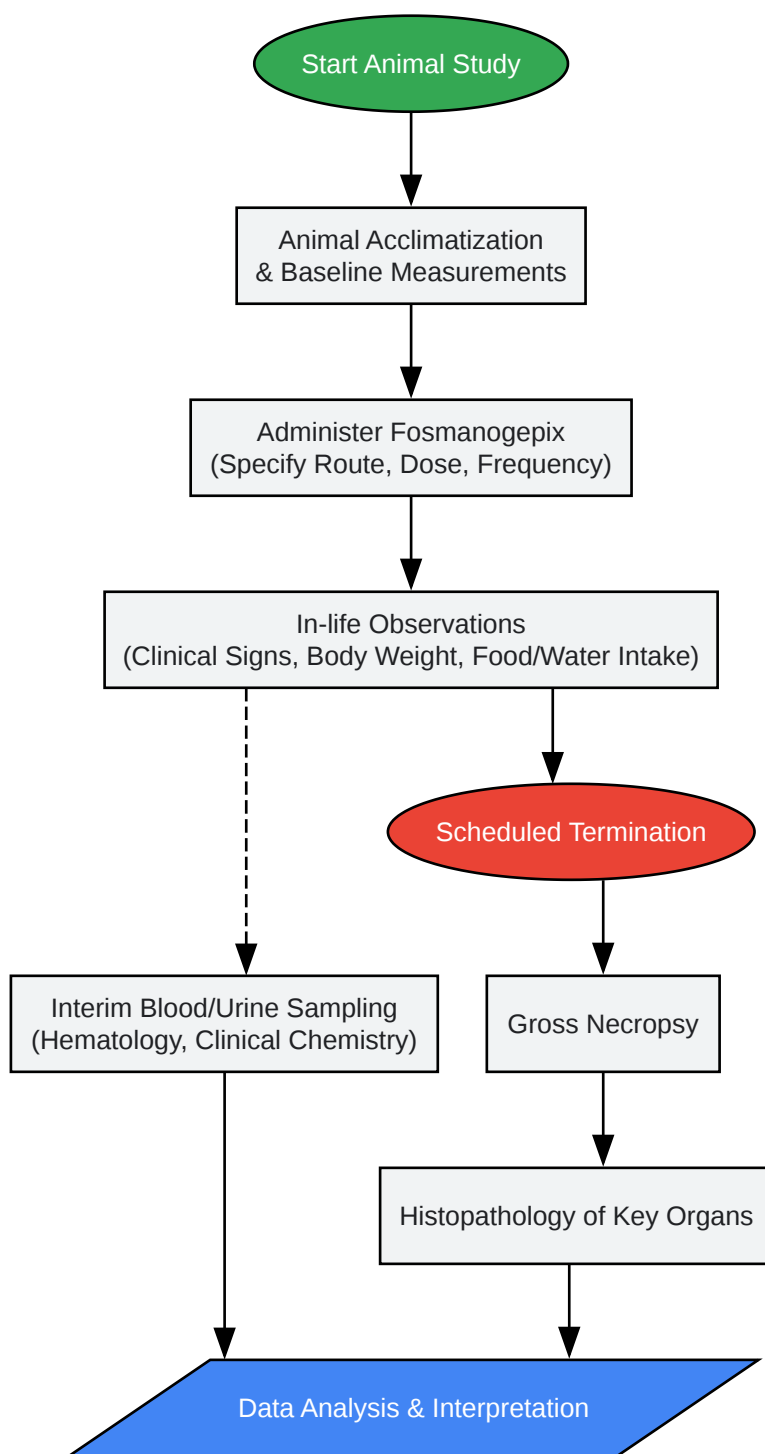 Start Animal Study
Animal Acclimatization
& Baseline Measurements
Administer Fosmanogepix
(Specify Route, Dose, Frequency)
In-life Observations
(Clinical Signs, Body Weight, Food/Water Intake)
Scheduled Termination
Interim Blood/Urine Sampling
(Hematology, Clinical Chemistry)
Gross Necropsy
Histopathology of Key Organs
Data Analysis & Interpretation